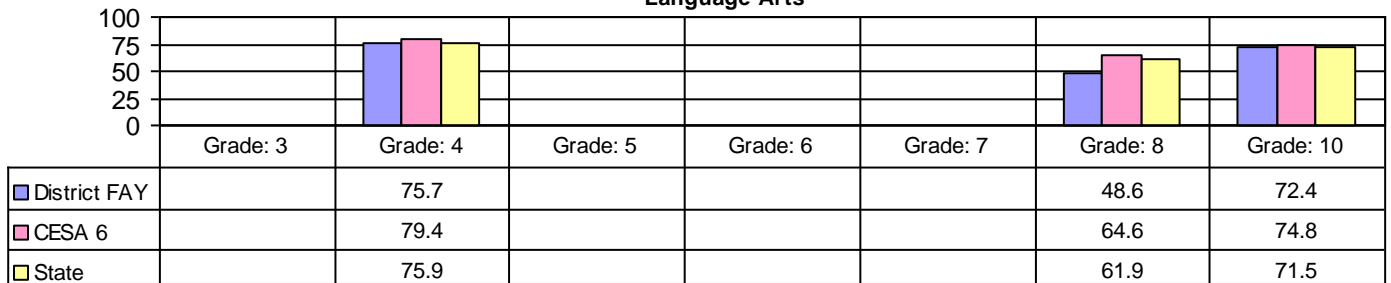 Language Arts
100
75
50
25
0
Grade: 3 Grade: 4 Grade: 5 Grade: 6 Grade: 7 Grade: 8 Grade: 10
District FAY 75.7 48.6 72.4
CESA 6 79.4 64.6 74.8
State 75.9 61.9 71.5